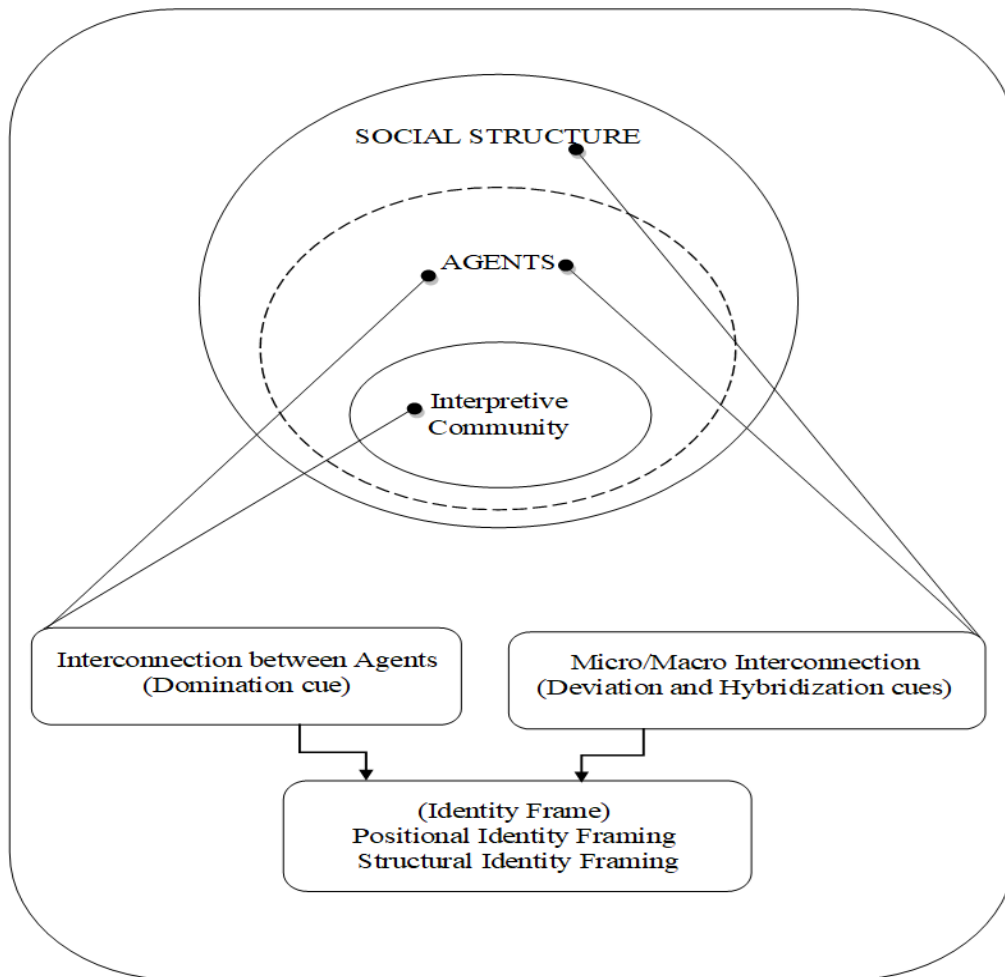 SOCIAL STRUCTURE
AGENTS
Interpretive
Community
Interconnection between Agents
(Domination cue)
Micro/Macro Interconnection
(Deviation and Hybridization cues)
(Identity Frame)
Positional Identity Framing
Structural Identity Framing